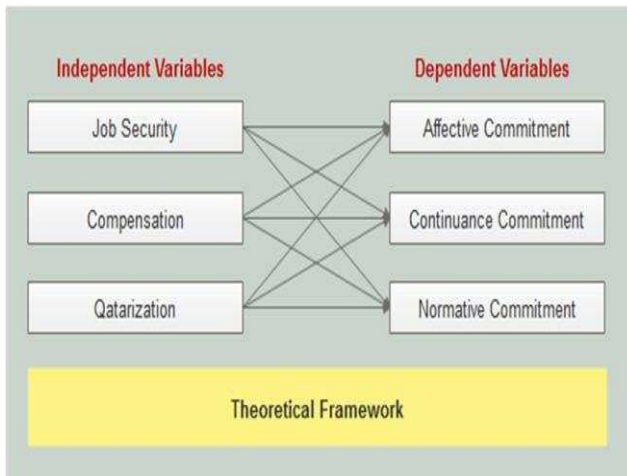 Independent Variables
Dependent Variables
Job Security
Affective Commitment
Compensation
Continuance Commitment
Qatarization
Normative Commitment
Theoretical Framework